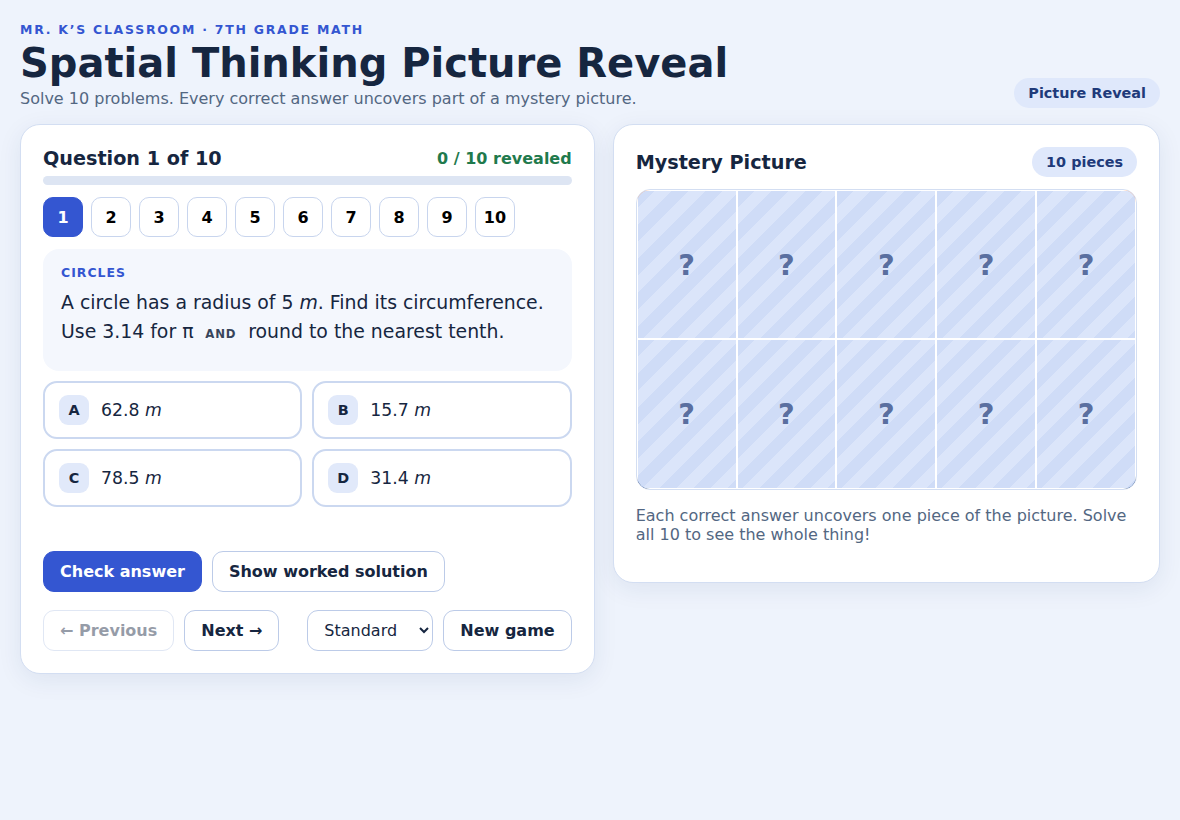 MR. K’S CLASSROOM · 7TH GRADE MATH
Spatial Thinking Picture Reveal
Solve 10 problems. Every correct answer uncovers part of a mystery picture.
Picture Reveal
Question 1 of 10
0 / 10 revealed
1 2 3 4 5 6 7 8 9 10
CIRCLES
A circle has a radius of 5 m. Find its circumference.
Use 3.14 for π AND round to the nearest tenth.
A 62.8 m
B 15.7 m
C 78.5 m
D 31.4 m
Check answer
Show worked solution
← Previous
Next →
Standard
New game
Mystery Picture
10 pieces
? ? ? ? ?
? ? ? ? ?
Each correct answer uncovers one piece of the picture. Solve
all 10 to see the whole thing!